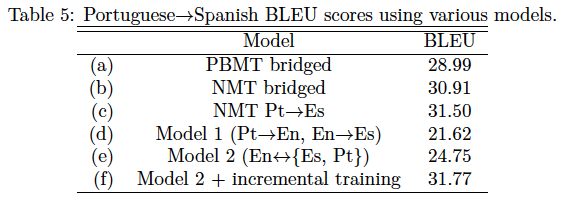 Table 5: Portuguese→Spanish BLEU scores using various models.
Model BLEU
(a) PBMT bridged 28.99
(b) NMT bridged 30.91
(c) NMT Pt→Es 31.50
(d) Model 1 (Pt→En, En→Es) 21.62
(e) Model 2 (En↔{Es, Pt}) 24.75
(f) Model 2 + incremental training 31.77